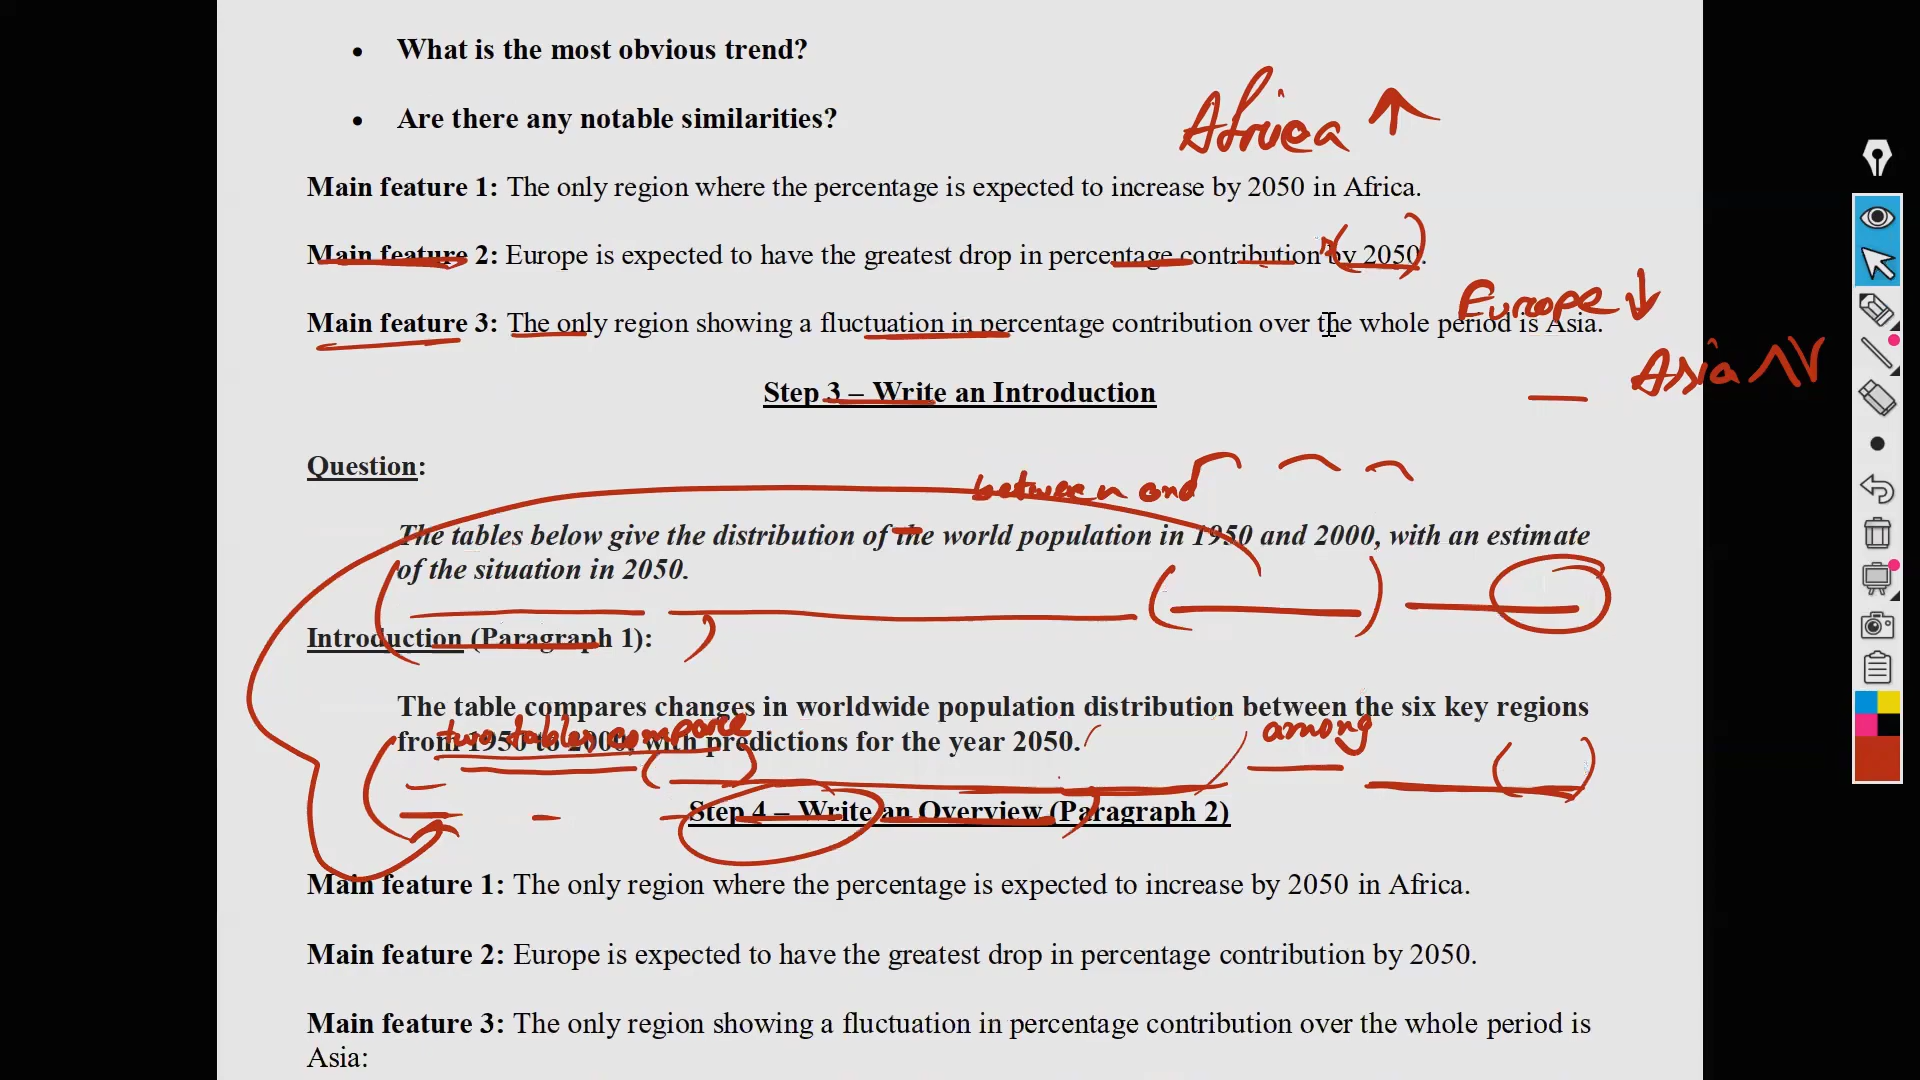 • What is the most obvious trend?
• Are there any notable similarities?
Africa
Main feature 1: The only region where the percentage is expected to increase by 2050 in Africa.
Main feature 2: Europe is expected to have the greatest drop in percentage contribution by 2050.
Europe
Main feature 3: The only region showing a fluctuation in percentage contribution over the whole period is Asia.
Asia
Step 3 – Write an Introduction
Question:
between and
The tables below give the distribution of the world population in 1950 and 2000, with an estimate
of the situation in 2050.
Introduction (Paragraph 1):
The table compares changes in worldwide population distribution between the six key regions
two tables compare
among
from 1950 to 2000, with predictions for the year 2050.
Step 4 – Write an Overview (Paragraph 2)
Main feature 1: The only region where the percentage is expected to increase by 2050 in Africa.
Main feature 2: Europe is expected to have the greatest drop in percentage contribution by 2050.
Main feature 3: The only region showing a fluctuation in percentage contribution over the whole period is
Asia: